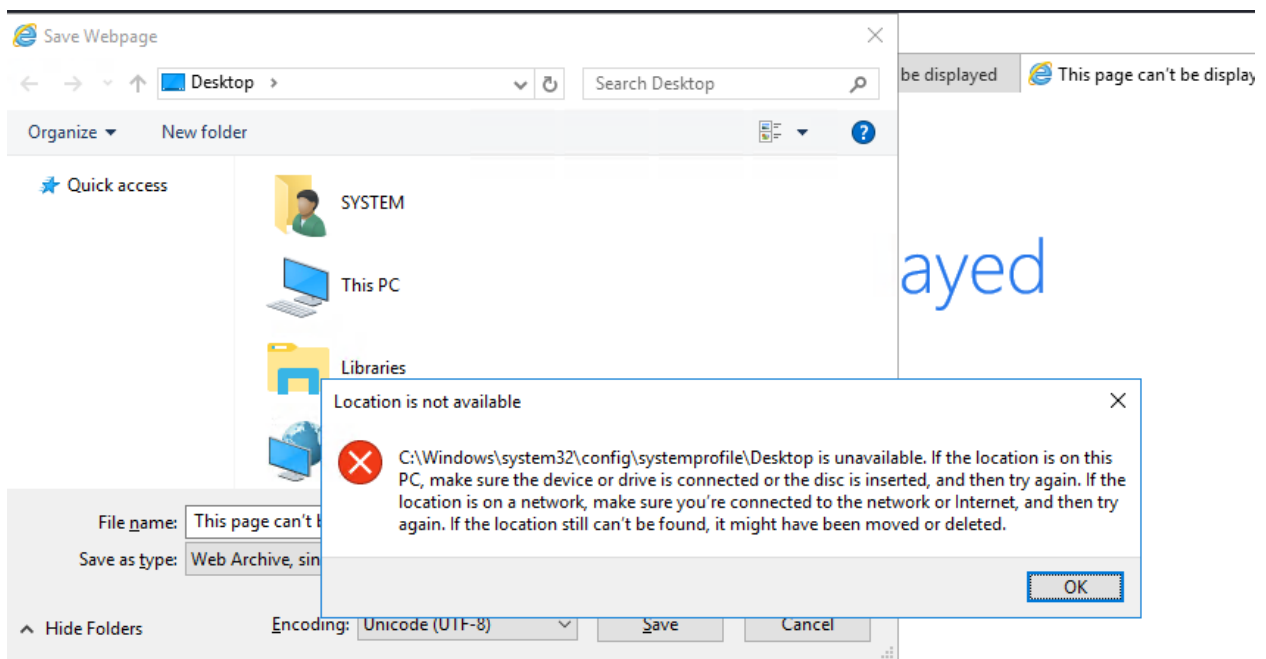 Save Webpage
Desktop
Search Desktop
be displayed
This page can't be display
Organize
New folder
Quick access
SYSTEM
This PC
ayed
Libraries
Location is not available
C:\Windows\system32\config\systemprofile\Desktop is unavailable. If the location is on this
PC, make sure the device or drive is connected or the disc is inserted, and then try again. If the
location is on a network, make sure you're connected to the network or Internet, and then try
again. If the location still can't be found, it might have been moved or deleted.
OK
File name: This page can't
Save as type: Web Archive, sin
Hide Folders
Encoding: Unicode (UTF-8)
Save
Cancel